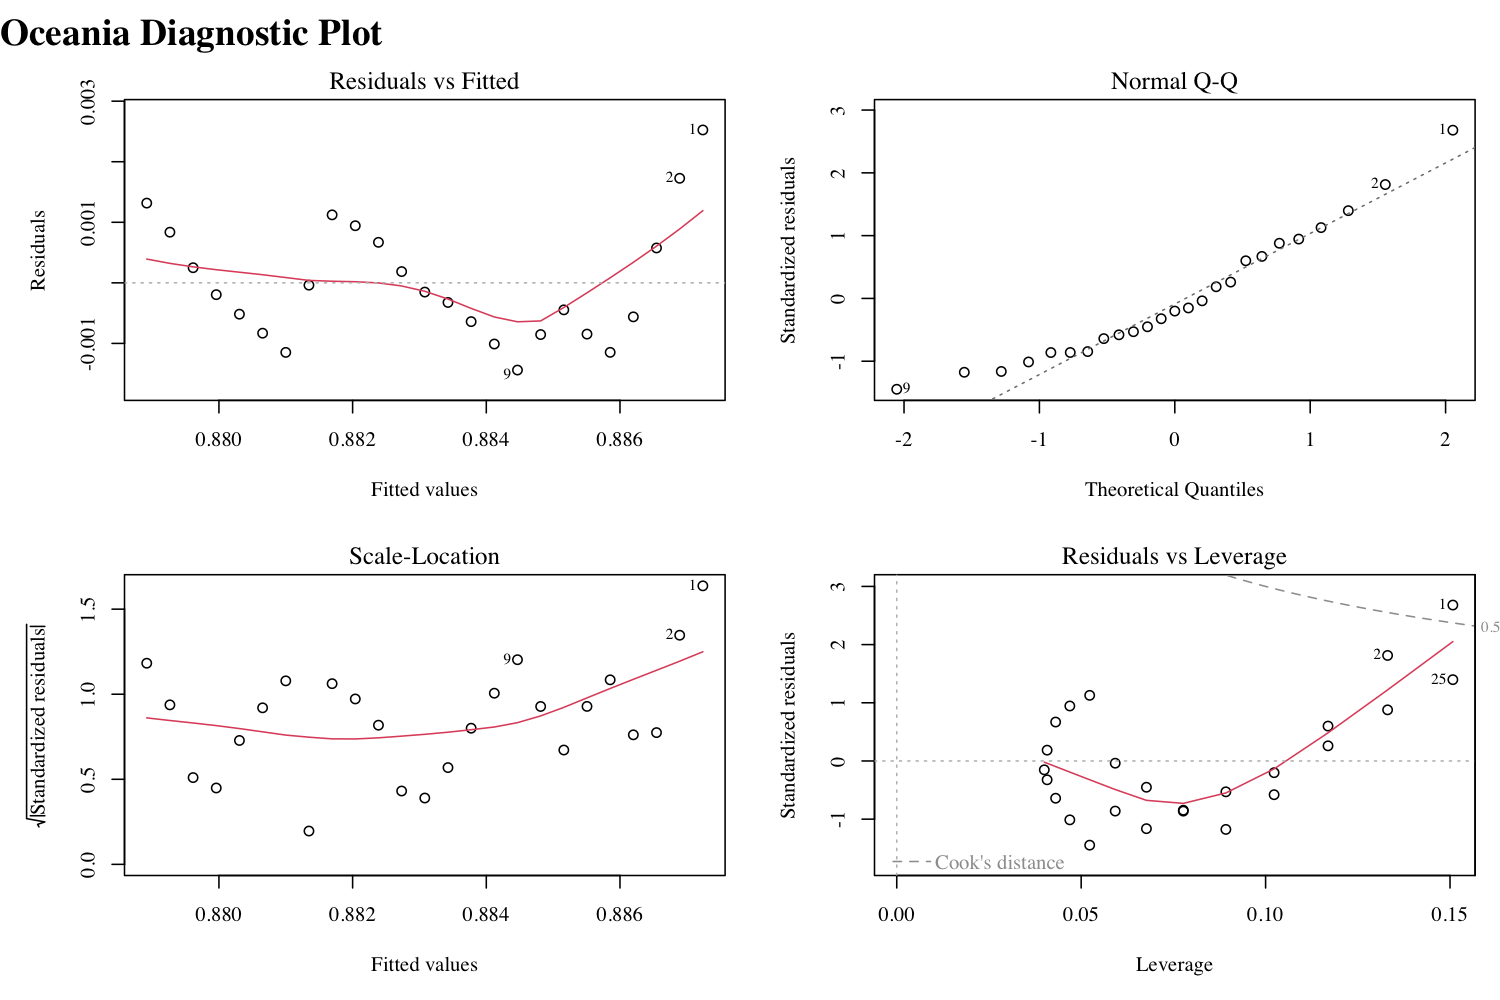 Oceania Diagnostic Plot
Residuals vs Fitted
Residuals
0.003
0.001
-0.001
1
2
9
0.880 0.882 0.884 0.886
Fitted values
Normal Q-Q
Standardized residuals
3
2
1
0
-1
1
2
9
-2 -1 0 1 2
Theoretical Quantiles
Scale-Location
√|Standardized residuals|
1.5
1.0
0.5
0.0
1
2
9
0.880 0.882 0.884 0.886
Fitted values
Residuals vs Leverage
Standardized residuals
3
2
1
0
-1
1
2
25
0.5
Cook's distance
0.00 0.05 0.10 0.15
Leverage